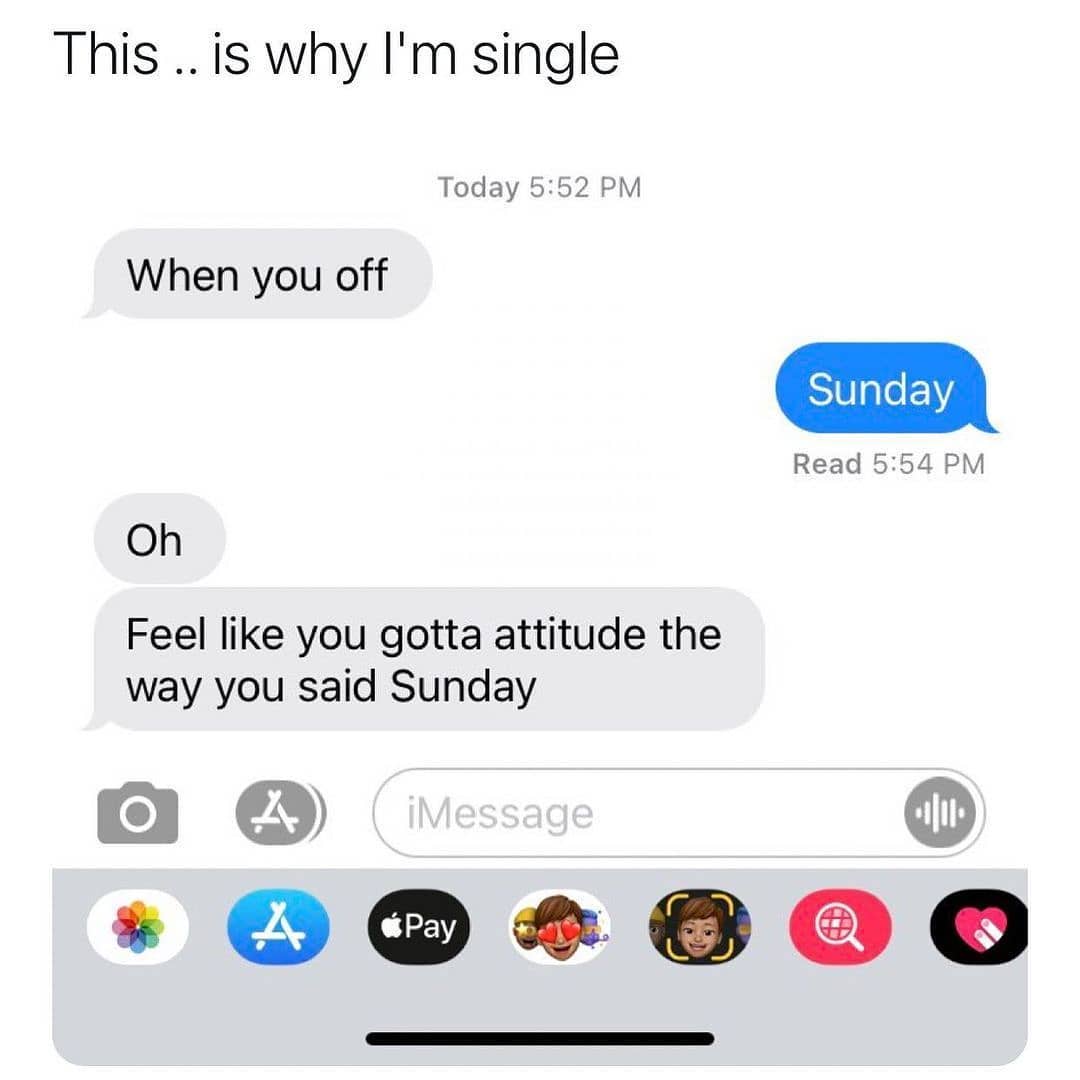 This .. is why I'm single
Today 5:52 PM
When you off
Sunday
Read 5:54 PM
Oh
Feel like you gotta attitude the
way you said Sunday
iMessage
Pay